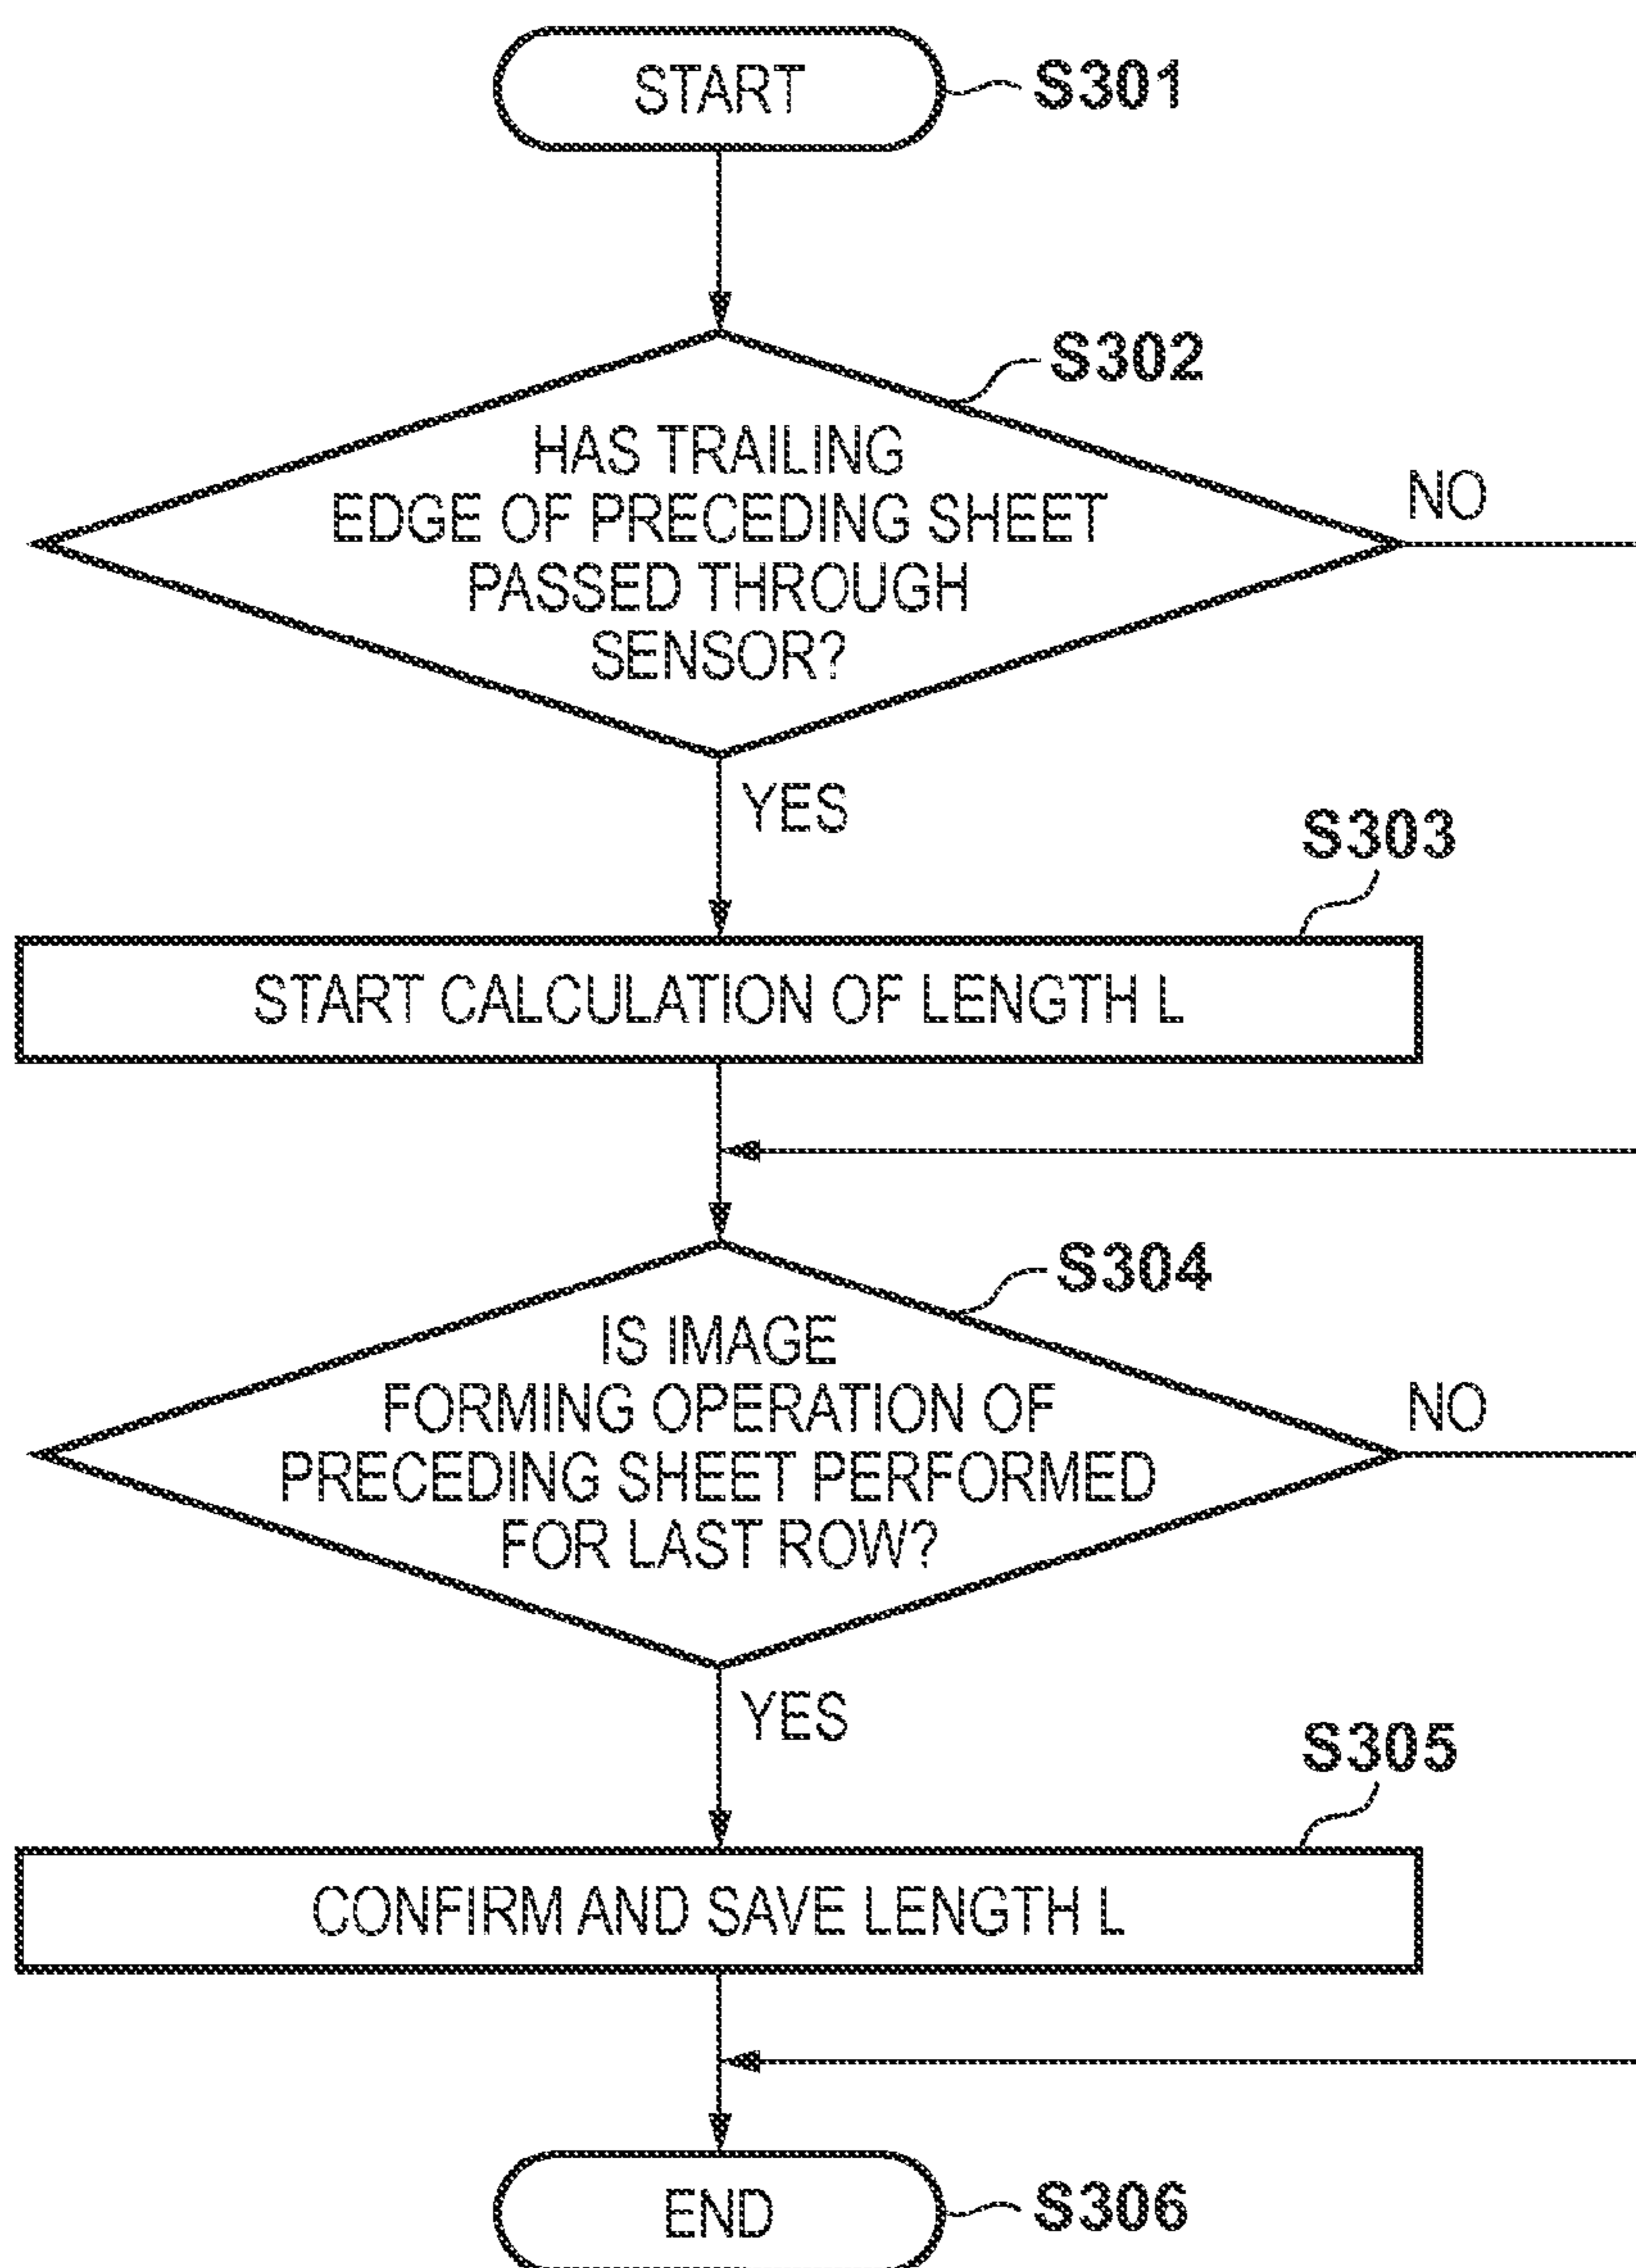 START
S301
S302
HAS TRAILING
EDGE OF PRECEDING SHEET
PASSED THROUGH
SENSOR?
NO
YES
S303
START CALCULATION OF LENGTH L
S304
IS IMAGE
FORMING OPERATION OF
PRECEDING SHEET PERFORMED
FOR LAST ROW?
NO
YES
S305
CONFIRM AND SAVE LENGTH L
END
S306